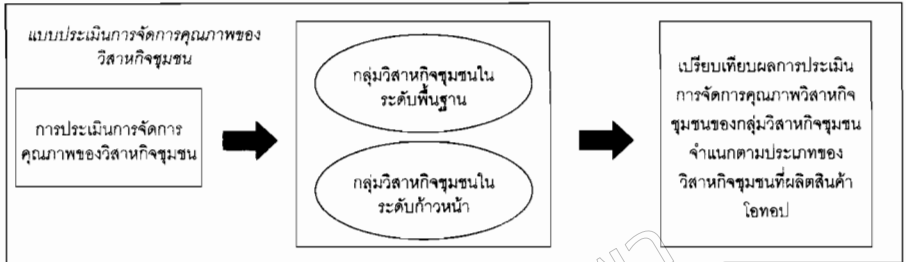 แบบประเมินการจัดการคุณภาพของ
วิสาหกิจชุมชน
การประเมินการจัดการ
คุณภาพของวิสาหกิจชุมชน
กลุ่มวิสาหกิจชุมชนใน
ระดับพื้นฐาน
กลุ่มวิสาหกิจชุมชนใน
ระดับก้าวหน้า
เปรียบเทียบผลการประเมิน
การจัดการคุณภาพวิสาหกิจ
ชุมชนของกลุ่มวิสาหกิจชุมชน
จำแนกตามประเภทของ
วิสาหกิจชุมชนที่ผลิตสินค้า
โอทอป